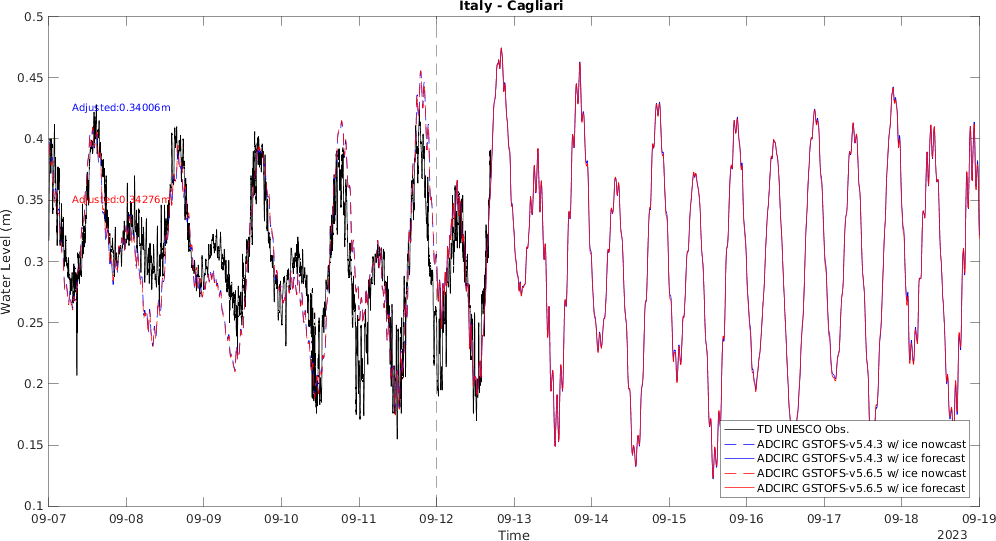 Italy - Cagliari
0.5
0.45
0.4
0.35
0.3
0.25
0.2
0.15
0.1
Water Level (m)
Adjusted:0.34006m
Adjusted:0.34276m
TD UNESCO Obs.
ADCIRC GSTOFS-v5.4.3 w/ ice nowcast
ADCIRC GSTOFS-v5.4.3 w/ ice forecast
ADCIRC GSTOFS-v5.6.5 w/ ice nowcast
ADCIRC GSTOFS-v5.6.5 w/ ice forecast
09-07 09-08 09-09 09-10 09-11 09-12 09-13 09-14 09-15 09-16 09-17 09-18 09-19
Time
2023